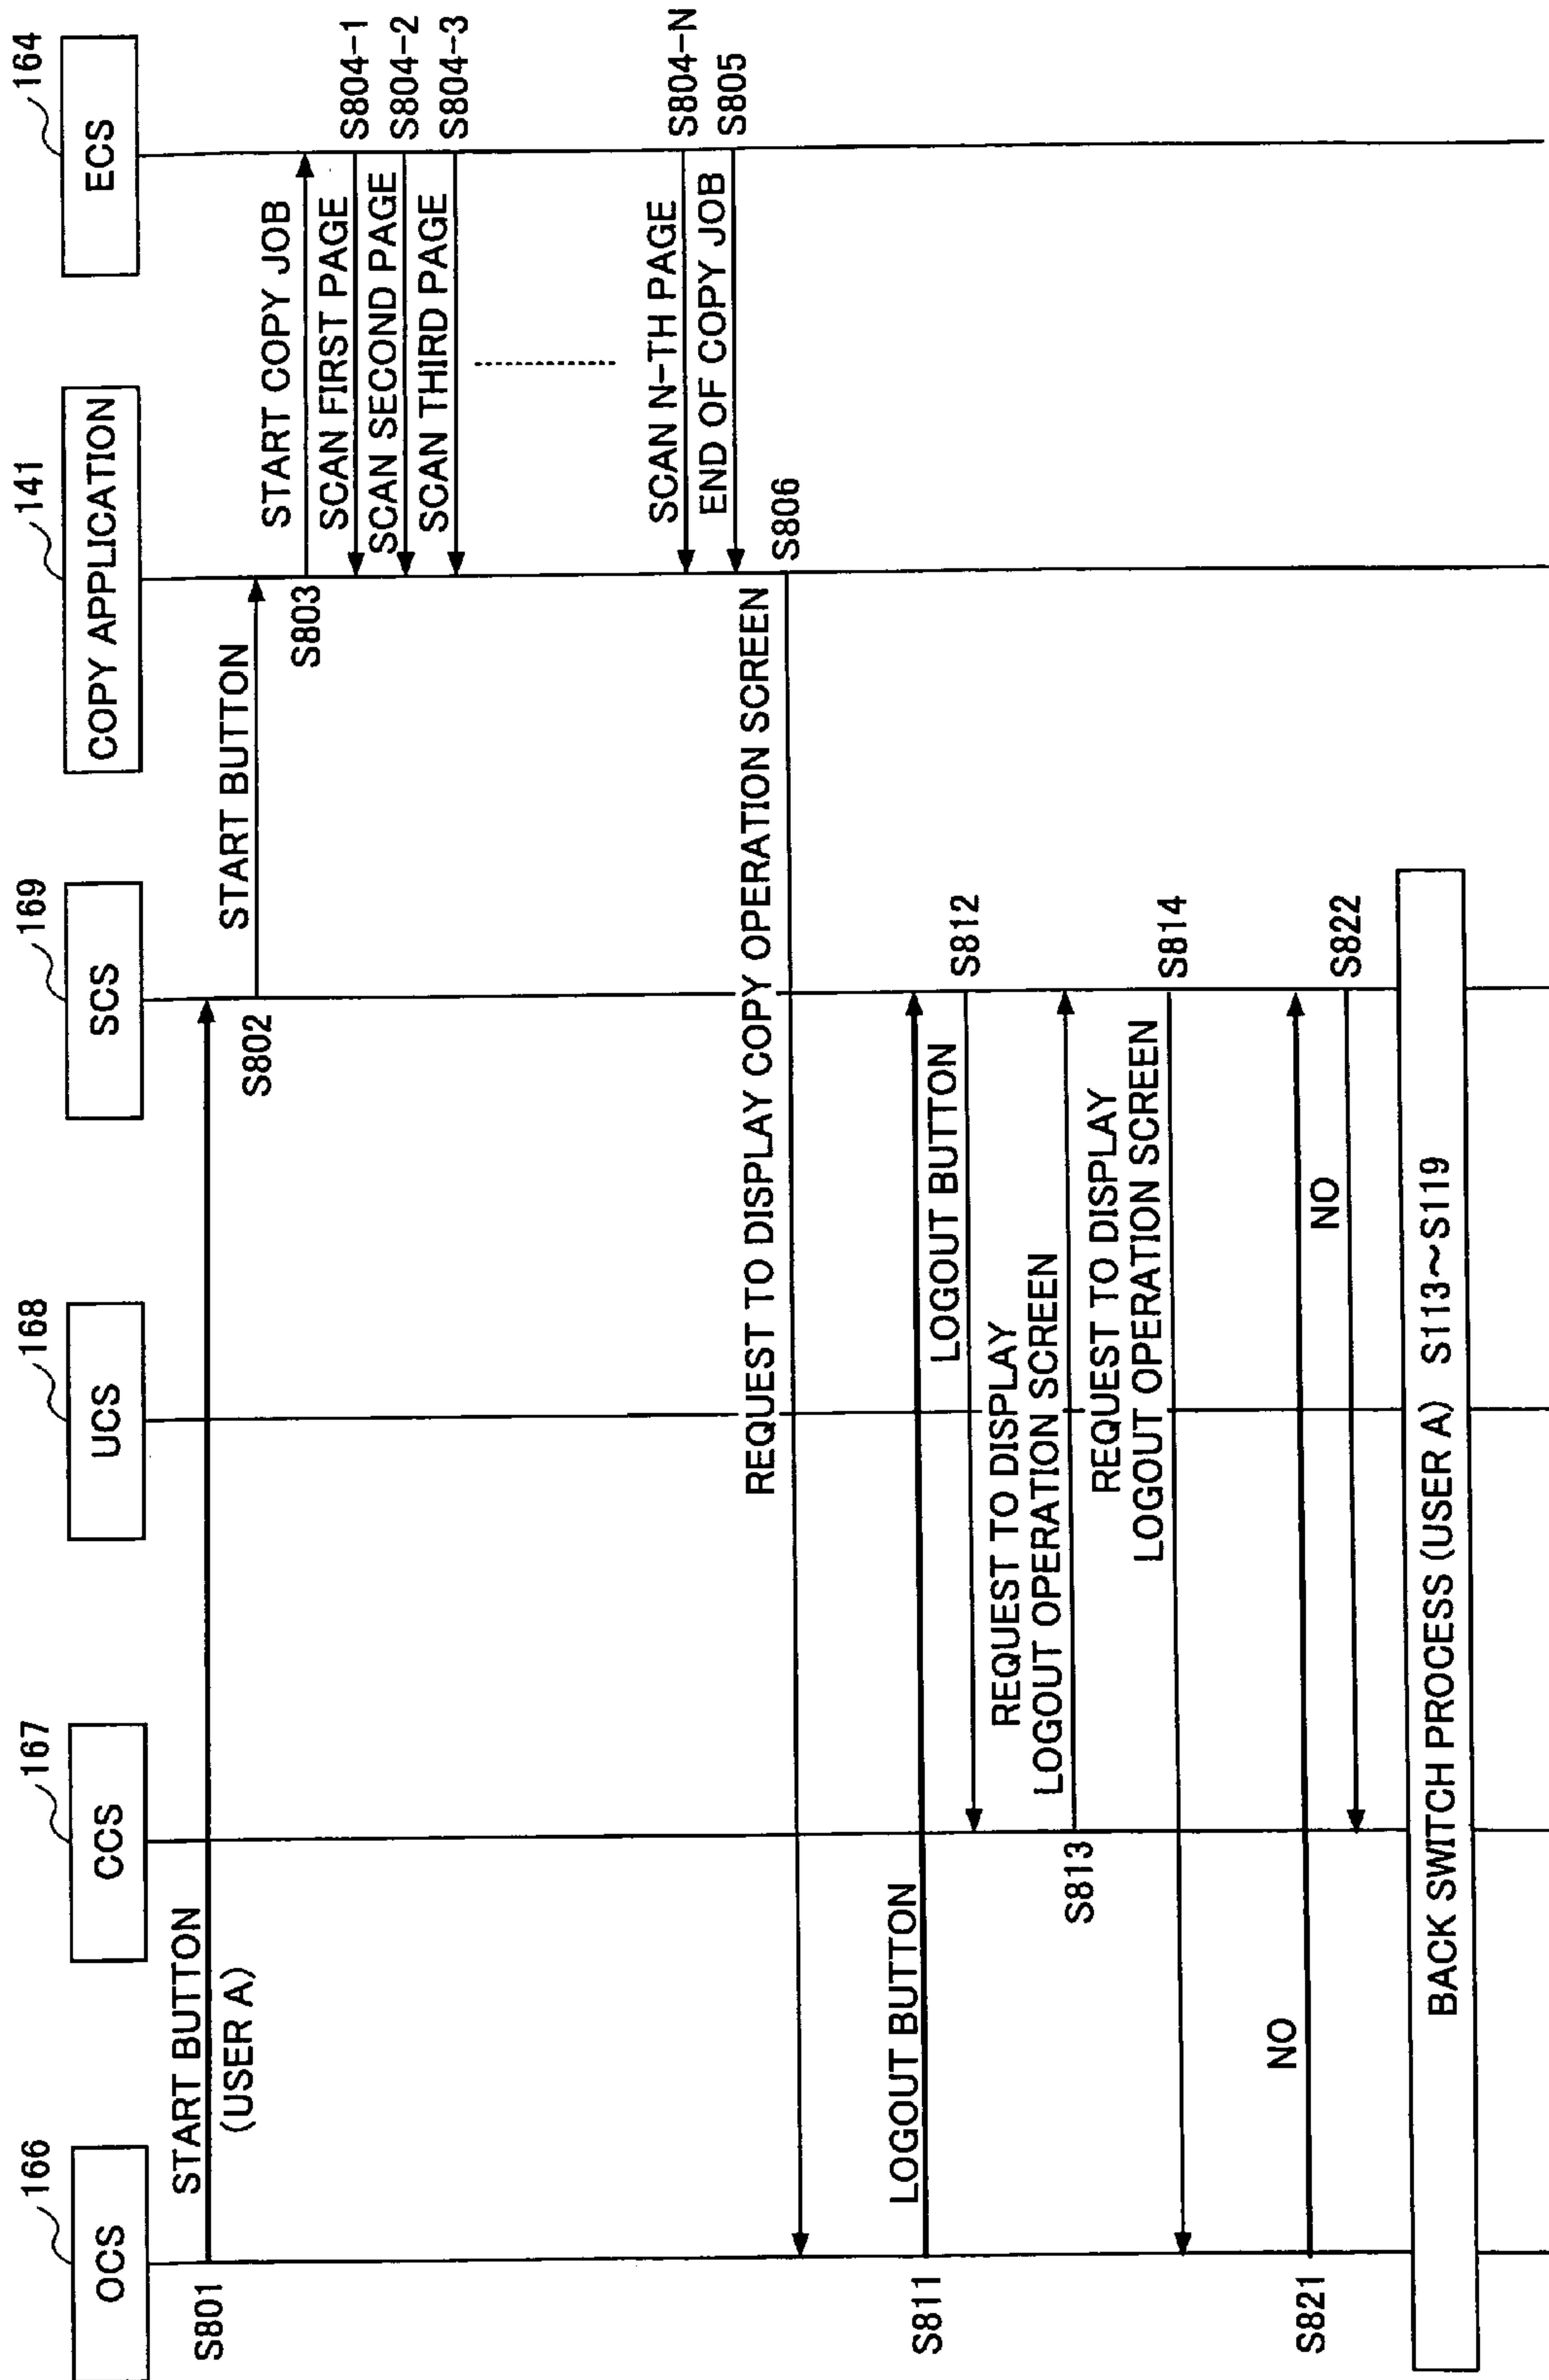 166
OCS
167
CCS
168
UCS
169
SCS
141
COPY APPLICATION
164
ECS
S801
START BUTTON
(USER A)
S802
START BUTTON
S803
START COPY JOB
SCAN FIRST PAGE
S804-1
SCAN SECOND PAGE
S804-2
SCAN THIRD PAGE
S804-3
SCAN N-TH PAGE
S804-N
END OF COPY JOB
S805
REQUEST TO DISPLAY COPY OPERATION SCREEN
S806
S811
LOGOUT BUTTON
LOGOUT BUTTON
S812
REQUEST TO DISPLAY
LOGOUT OPERATION SCREEN
S813
REQUEST TO DISPLAY
LOGOUT OPERATION SCREEN
S814
S821
NO
NO
S822
BACK SWITCH PROCESS (USER A) S113~S119